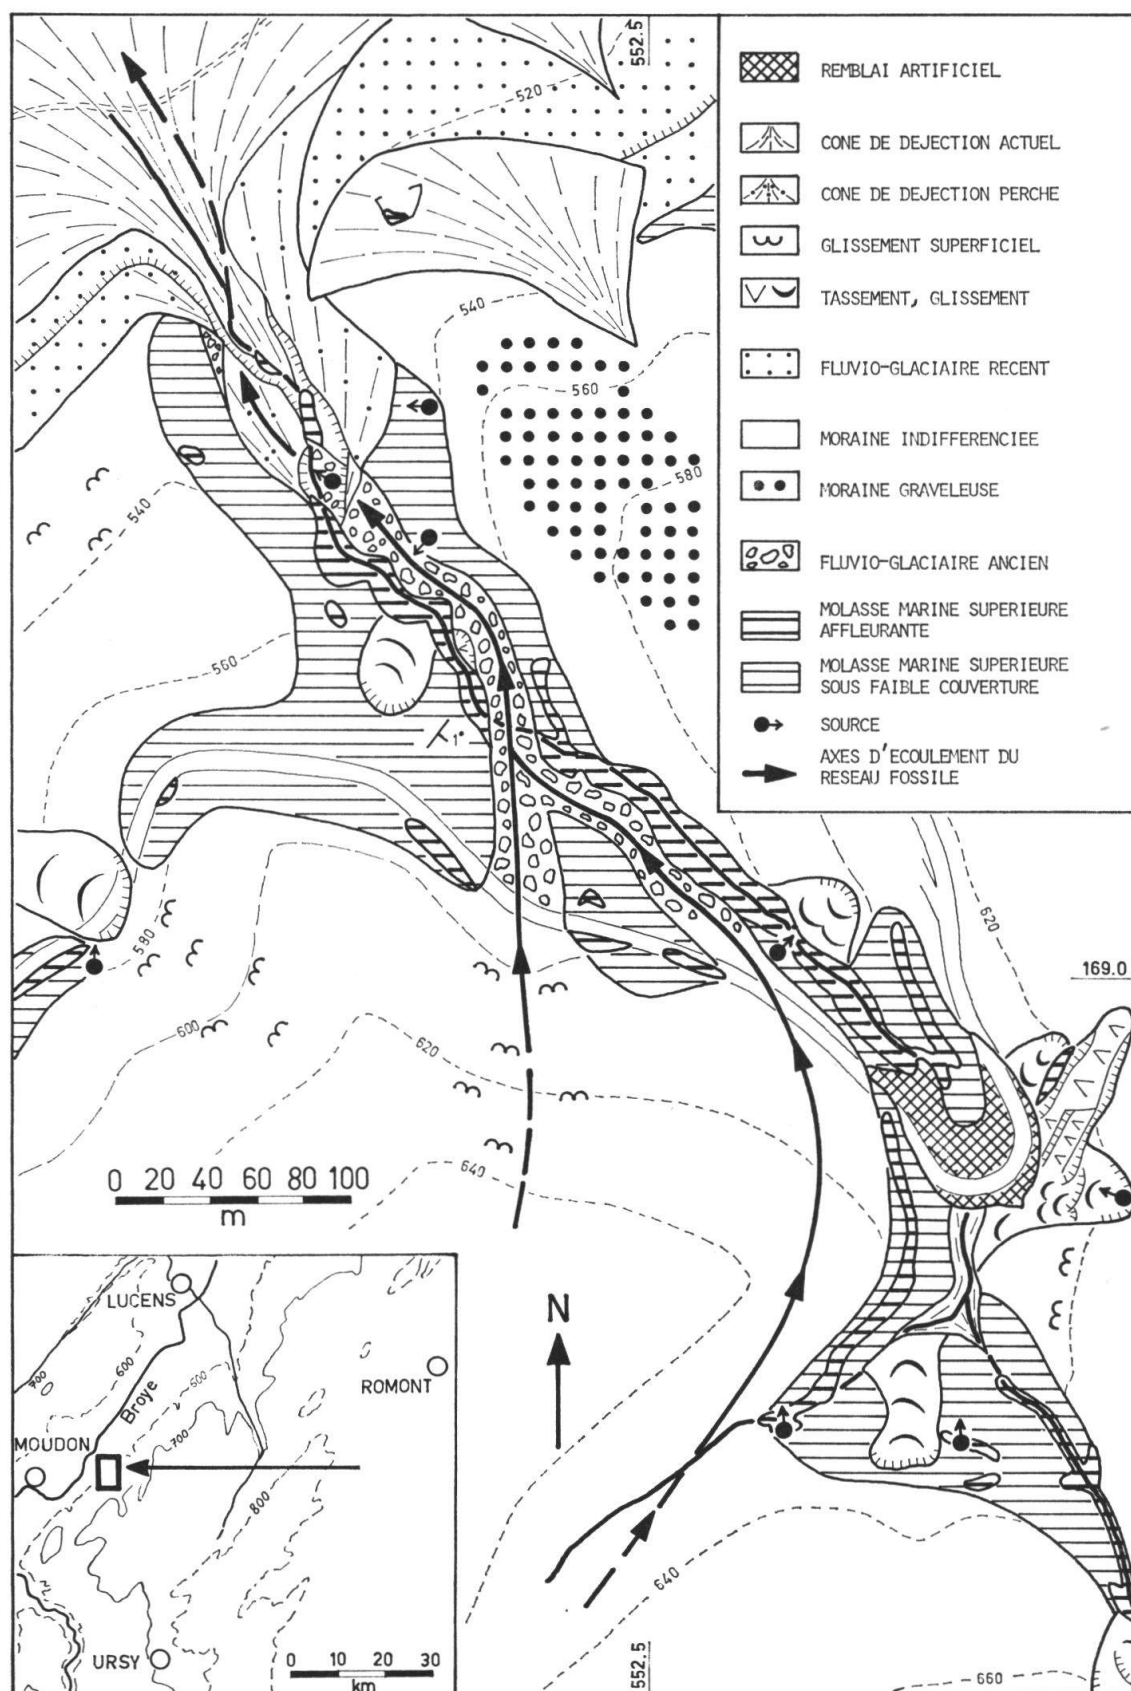 552.5
REMBLAI ARTIFICIEL
CONE DE DEJECTION ACTUEL
CONE DE DEJECTION PERCHE
GLISSEMENT SUPERFICIEL
TASSEMENT, GLISSEMENT
FLUVIO-GLACIAIRE RECENT
MORAINE INDIFFERENCIEE
MORAINE GRAVELEUSE
FLUVIO-GLACIAIRE ANCIEN
MOLASSE MARINE SUPERIEURE
AFFLEURANTE
MOLASSE MARINE SUPERIEURE
SOUS FAIBLE COUVERTURE
SOURCE
AXES D'ECOULEMENT DU
RESEAU FOSSILE
520
540
560
580
540
560
1°
580
600
620
640
620
169.0
0 20 40 60 80 100
m
N
640
660
552.5
LUCENS
ROMONT
Broye
MOUDON
700
600
600
700
800
URSY
0 10 20 30
km